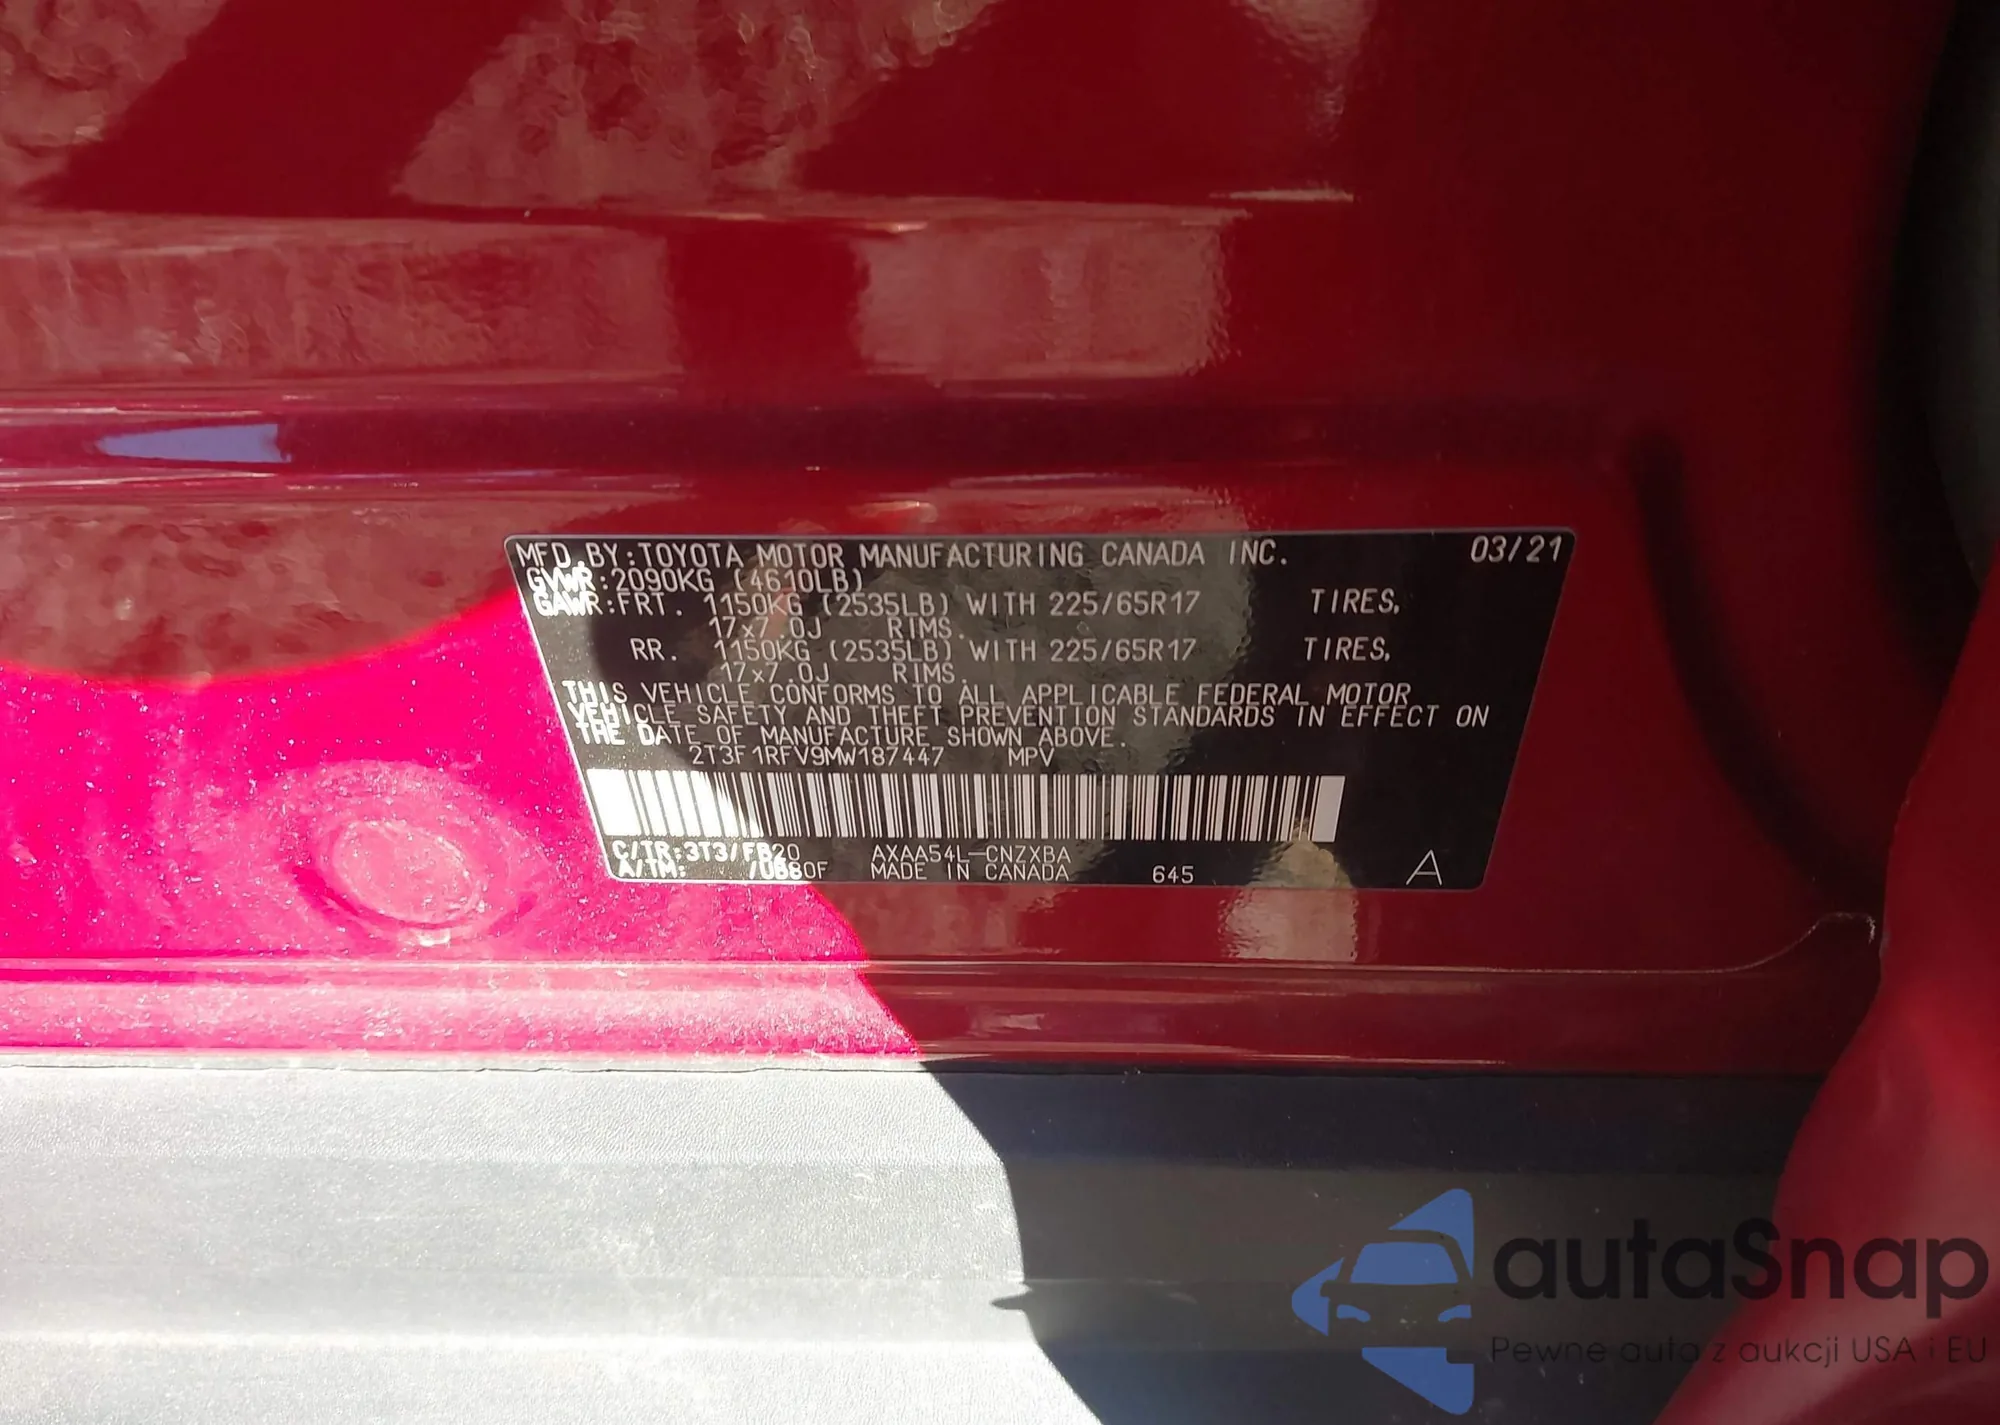 MFD.BY:TOYOTA MOTOR MANUFACTURING CANADA INC. 03/21
GVWR:2090KG (4610LB)
GAWR:FRT. 1150KG (2535LB) WITH 225/65R17 TIRES,
17x7.0J RIMS.
RR. 1150KG (2535LB) WITH 225/65R17 TIRES,
17x7.0J RIMS.
THIS VEHICLE CONFORMS TO ALL APPLICABLE FEDERAL MOTOR
VEHICLE SAFETY AND THEFT PREVENTION STANDARDS IN EFFECT ON
THE DATE OF MANUFACTURE SHOWN ABOVE.
2T3F1RFV9MW187447 MPV
C/TR:3T3/FB20 AXAA54L-CNZXBA
A/TM: /UB80F MADE IN CANADA 645 A
autaSnap
Pewne auta z aukcji USA i EU